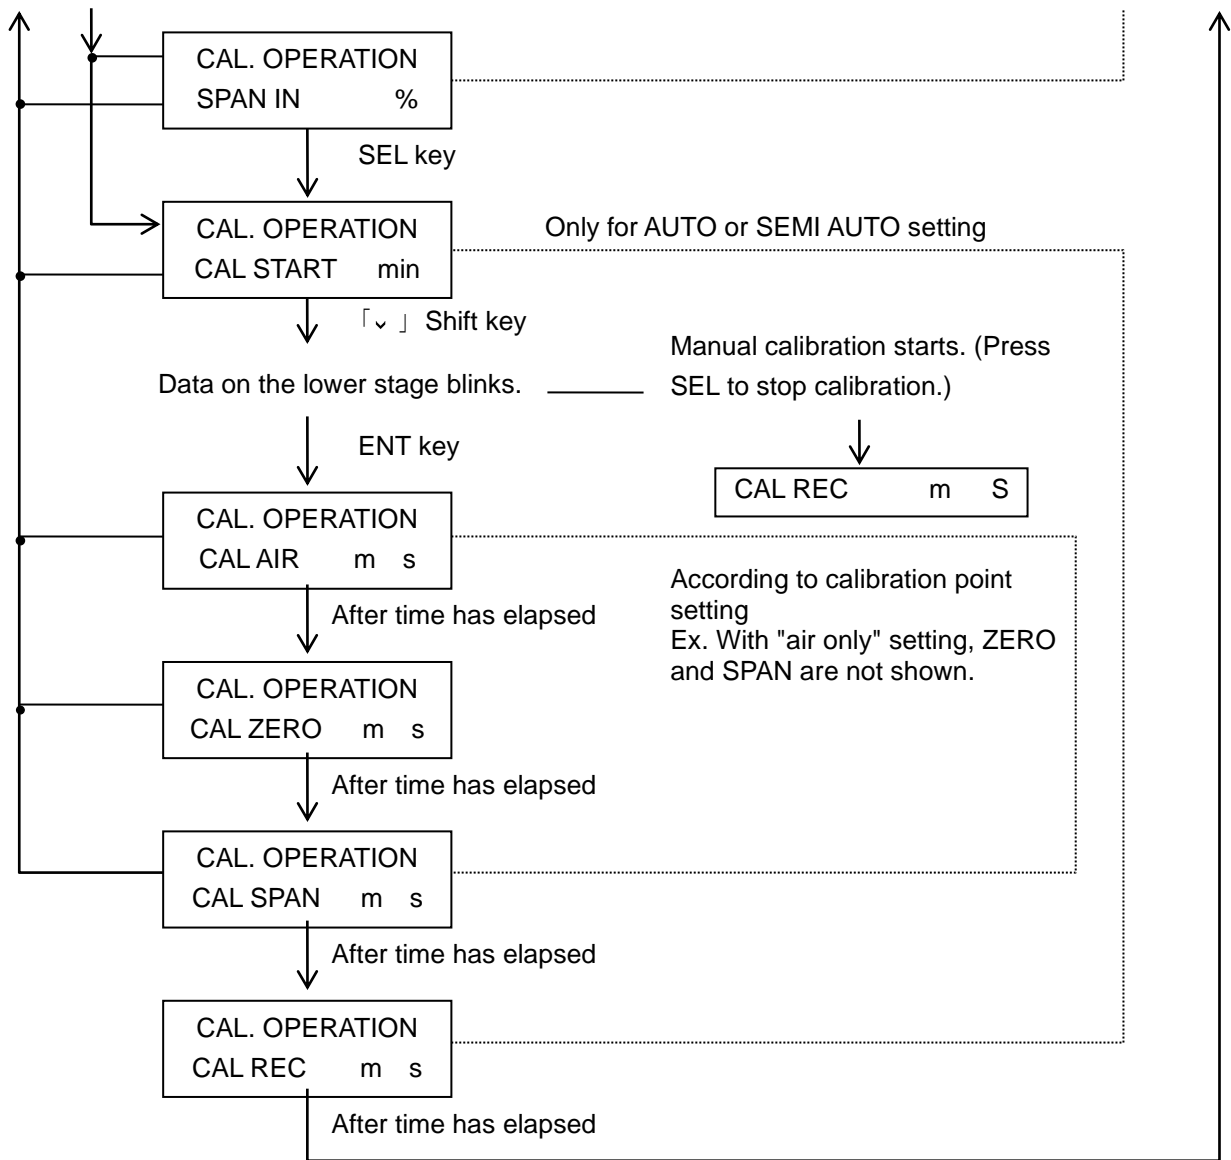 CAL. OPERATION
SPAN IN %
SEL key
CAL. OPERATION
CAL START min
Only for AUTO or SEMI AUTO setting
「⌄」 Shift key
Data on the lower stage blinks.
Manual calibration starts. (Press
SEL to stop calibration.)
ENT key
CAL REC m S
CAL. OPERATION
CAL AIR m s
After time has elapsed
According to calibration point
setting
Ex. With "air only" setting, ZERO
and SPAN are not shown.
CAL. OPERATION
CAL ZERO m s
After time has elapsed
CAL. OPERATION
CAL SPAN m s
After time has elapsed
CAL. OPERATION
CAL REC m s
After time has elapsed